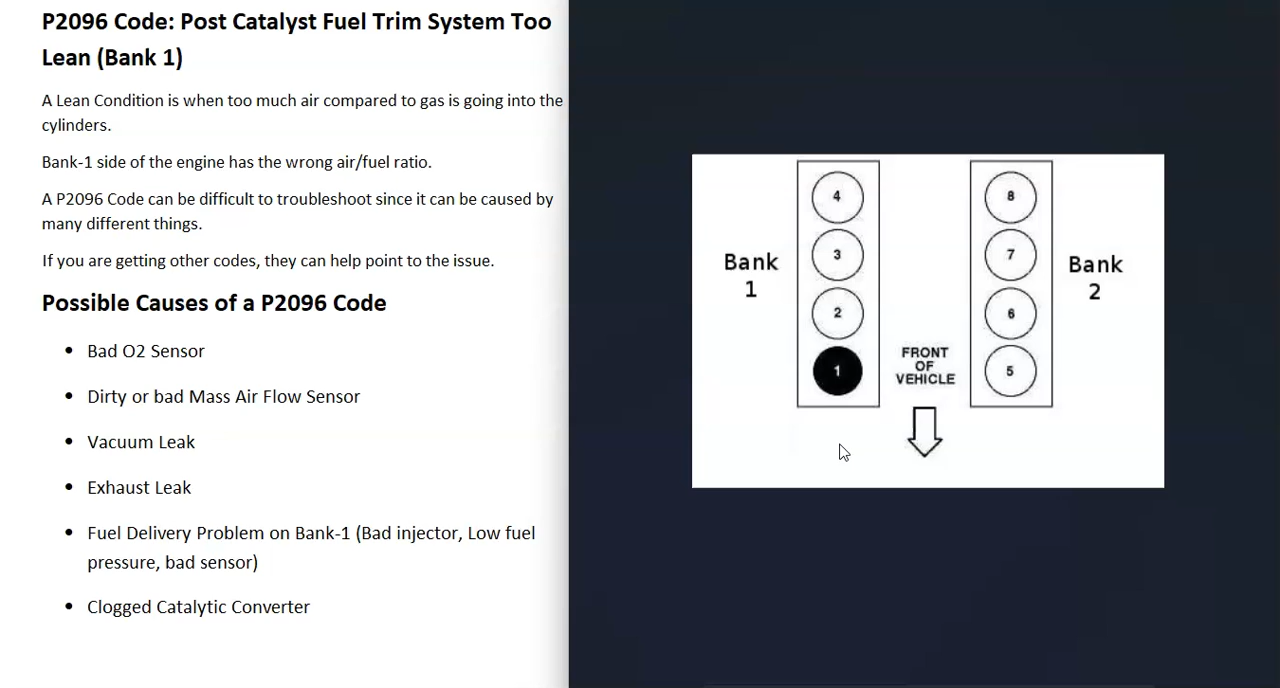 P2096 Code: Post Catalyst Fuel Trim System Too
Lean (Bank 1)
A Lean Condition is when too much air compared to gas is going into the
cylinders.
Bank-1 side of the engine has the wrong air/fuel ratio.
A P2096 Code can be difficult to troubleshoot since it can be caused by
many different things.
If you are getting other codes, they can help point to the issue.
Possible Causes of a P2096 Code
• Bad O2 Sensor
• Dirty or bad Mass Air Flow Sensor
• Vacuum Leak
• Exhaust Leak
• Fuel Delivery Problem on Bank-1 (Bad injector, Low fuel
pressure, bad sensor)
• Clogged Catalytic Converter
Bank
1
4
3
2
1
FRONT
OF
VEHICLE
8
7
6
5
Bank
2